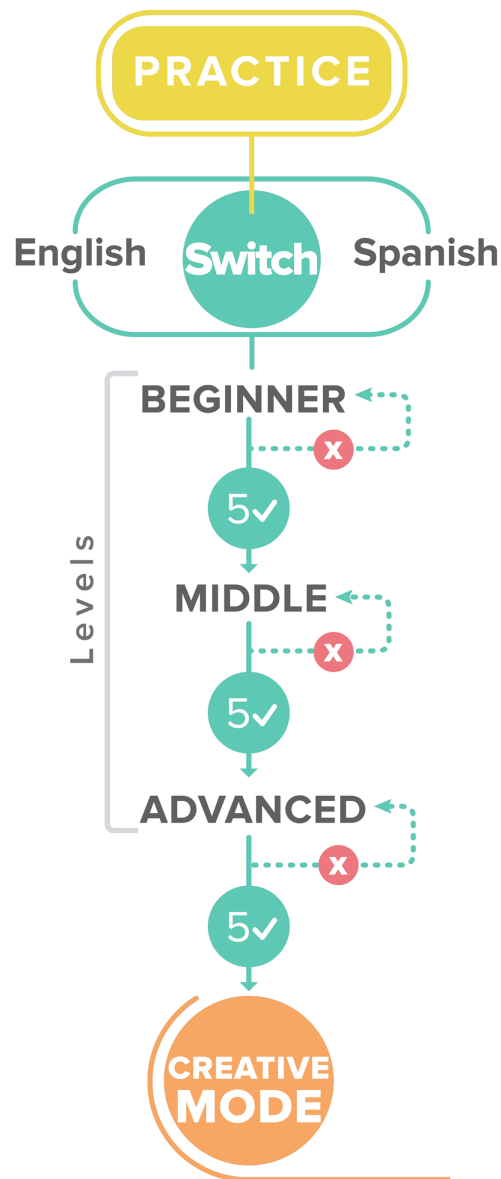 PRACTICE
English
Switch
Spanish
BEGINNER
X
5✓
Levels
MIDDLE
X
5✓
ADVANCED
X
5✓
CREATIVE
MODE